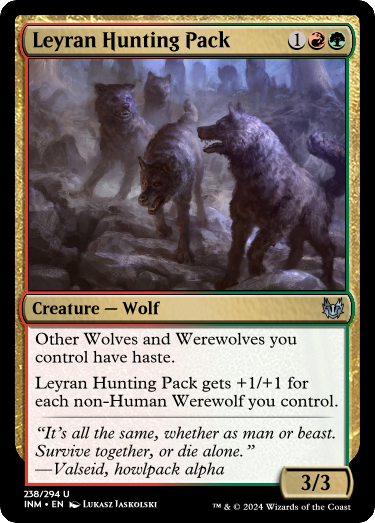 Leyran Hunting Pack 1
Creature — Wolf
Other Wolves and Werewolves you
control have haste.
Leyran Hunting Pack gets +1/+1 for
each non-Human Werewolf you control.
“It’s all the same, whether as man or beast.
Survive together, or die alone.”
—Valseid, howlpack alpha
3/3
238/294 U
INM • EN Lukasz Jaskolski
™ & © 2024 Wizards of the Coast